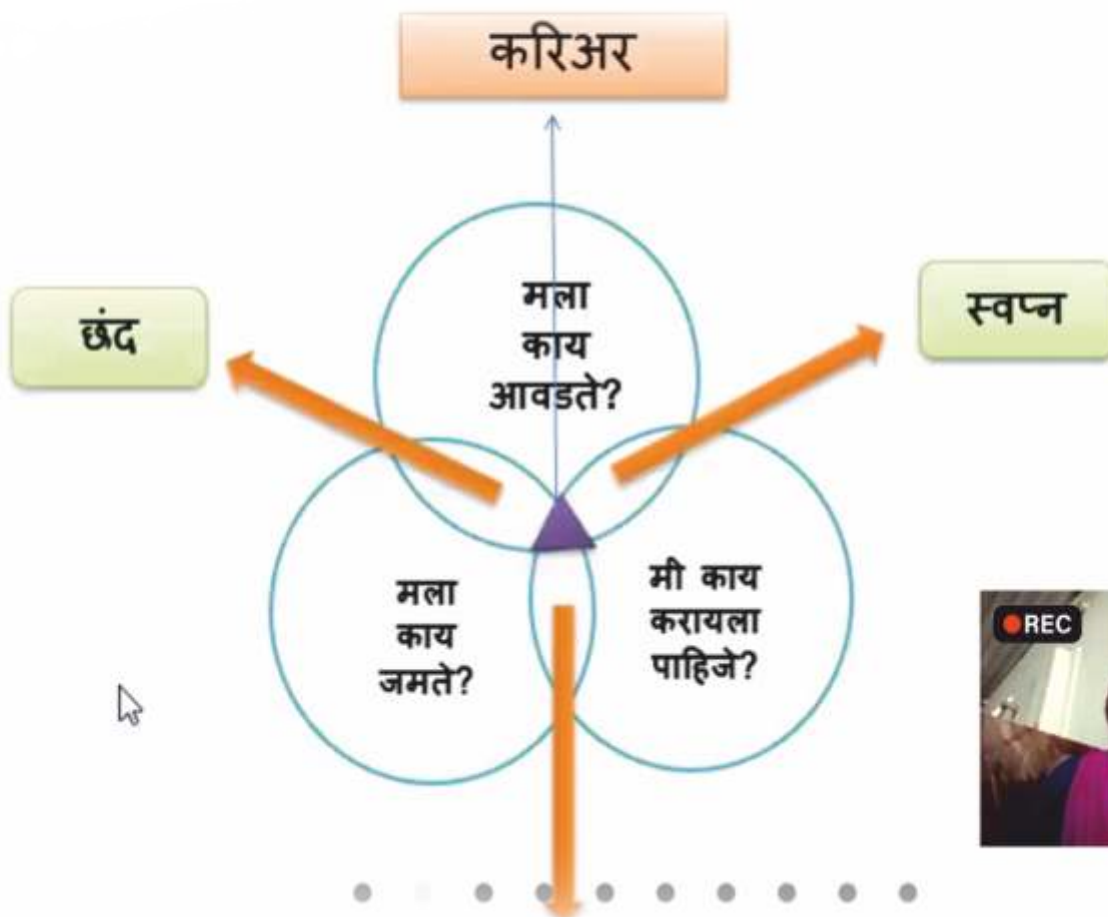 करिअर
छंद
स्वप्न
मला
काय
आवडते?
मला
काय
जमते?
मी काय
करायला
पाहिजे?
REC